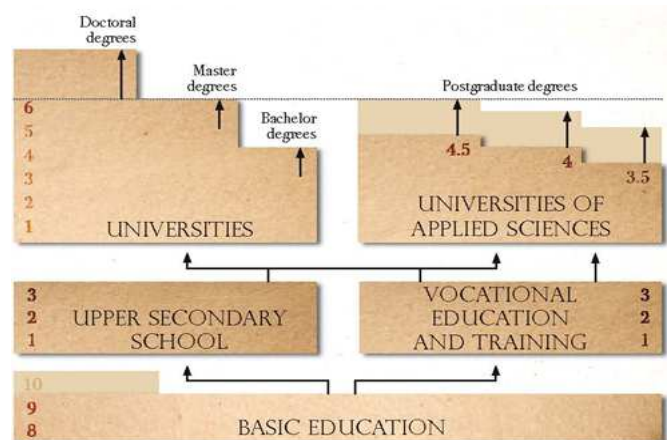 Doctoral
degrees
Master
degrees
Postgraduate degrees
Bachelor
degrees
6
5
4
3
2
1
UNIVERSITIES
4.5
4
3.5
UNIVERSITIES OF
APPLIED SCIENCES
3
2
1
UPPER SECONDARY
SCHOOL
VOCATIONAL
EDUCATION
AND TRAINING
3
2
1
10
9
8
BASIC EDUCATION